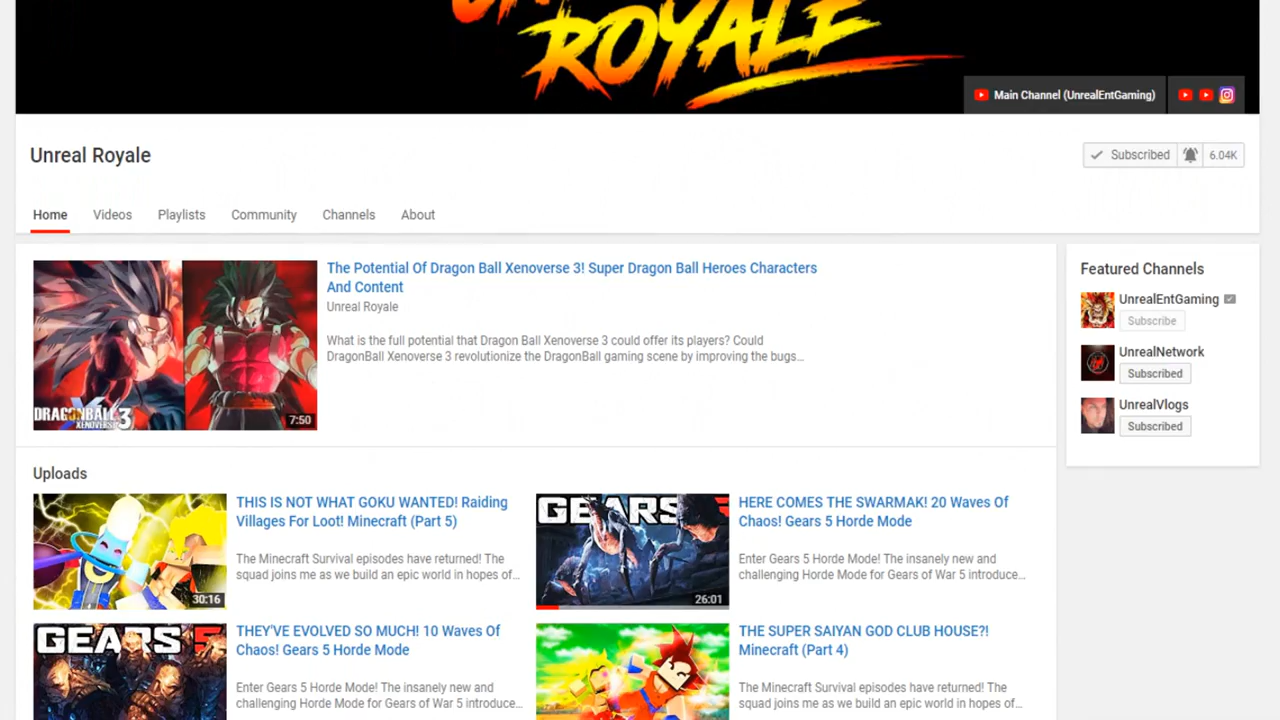 ROYALE
Main Channel (UnrealEntGaming)
Unreal Royale
Subscribed
6.04K
Home
Videos
Playlists
Community
Channels
About
DRAGONBALL
XENOVERSE 3
7:50
The Potential Of Dragon Ball Xenoverse 3! Super Dragon Ball Heroes Characters
And Content
Unreal Royale
What is the full potential that Dragon Ball Xenoverse 3 could offer its players? Could
DragonBall Xenoverse 3 revolutionize the DragonBall gaming scene by improving the bugs...
Featured Channels
UnrealEntGaming
Subscribe
UnrealNetwork
Subscribed
UnrealVlogs
Subscribed
Uploads
30:16
THIS IS NOT WHAT GOKU WANTED! Raiding
Villages For Loot! Minecraft (Part 5)
The Minecraft Survival episodes have returned! The
squad joins me as we build an epic world in hopes of...
GEARS 5
26:01
HERE COMES THE SWARMAK! 20 Waves Of
Chaos! Gears 5 Horde Mode
Enter Gears 5 Horde Mode! The insanely new and
challenging Horde Mode for Gears of War 5 introduce...
GEARS 5
THEY'VE EVOLVED SO MUCH! 10 Waves Of
Chaos! Gears 5 Horde Mode
Enter Gears 5 Horde Mode! The insanely new and
challenging Horde Mode for Gears of War 5 introduce...
THE SUPER SAIYAN GOD CLUB HOUSE?!
Minecraft (Part 4)
The Minecraft Survival episodes have returned! The
squad joins me as we build an epic world in hopes of...